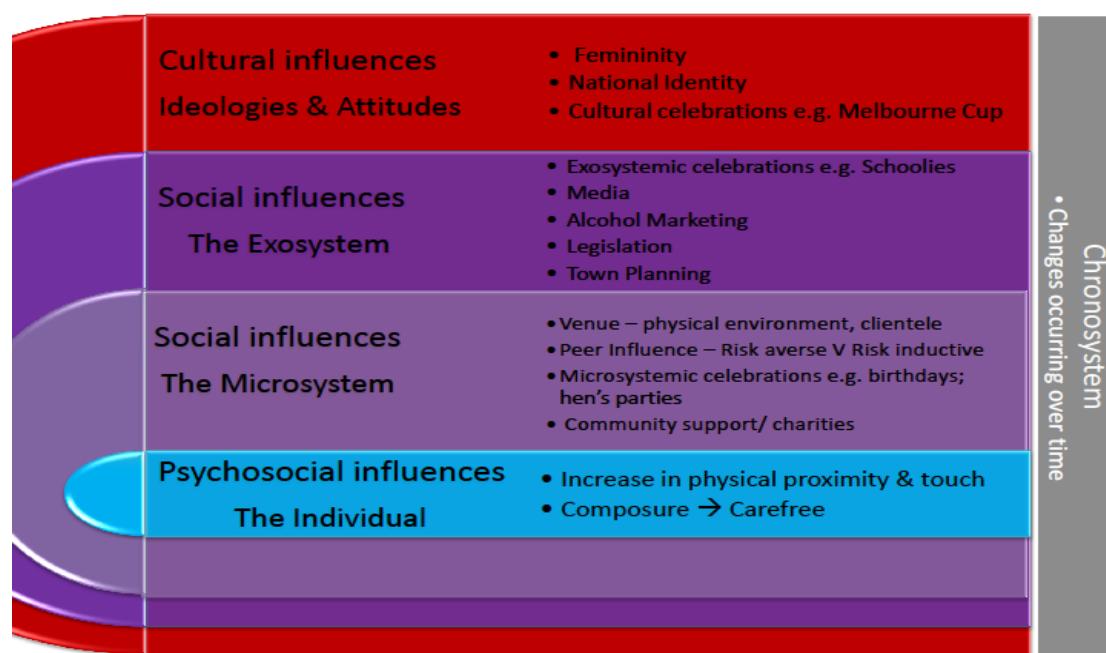 Cultural influences
Ideologies & Attitudes
• Femininity
• National Identity
• Cultural celebrations e.g. Melbourne Cup
Social influences
The Exosystem
• Exosystemic celebrations e.g. Schoolies
• Media
• Alcohol Marketing
• Legislation
• Town Planning
Social influences
The Microsystem
• Venue – physical environment, clientele
• Peer Influence – Risk averse V Risk inductive
• Microsystemic celebrations e.g. birthdays;
hen's parties
• Community support/ charities
Psychosocial influences
The Individual
• Increase in physical proximity & touch
• Composure → Carefree
Chronosystem
• Changes occurring over time